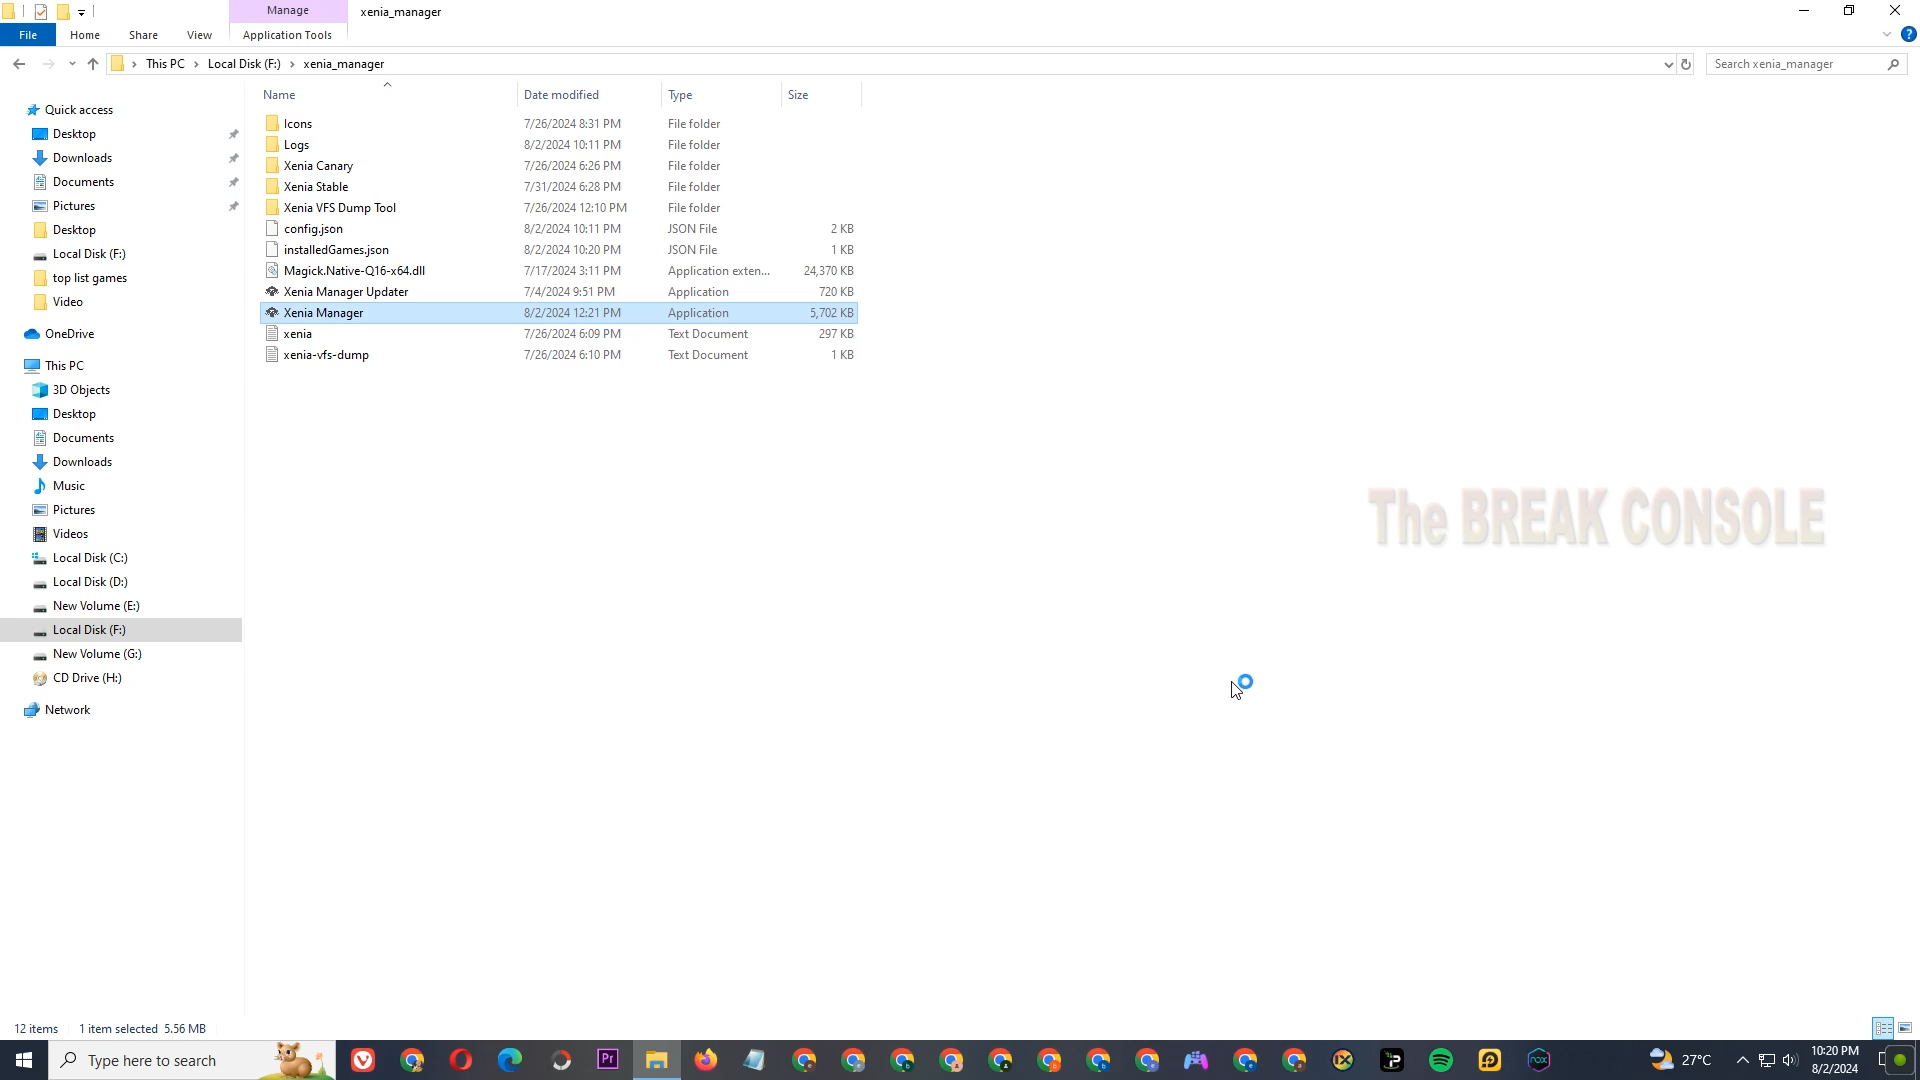 Manage
xenia_manager
File
Home
Share
View
Application Tools
This PC
Local Disk (F:)
xenia_manager
Search xenia_manager
Name
Date modified
Type
Size
Icons 7/26/2024 8:31 PM File folder
Logs 8/2/2024 10:11 PM File folder
Xenia Canary 7/26/2024 6:26 PM File folder
Xenia Stable 7/31/2024 6:28 PM File folder
Xenia VFS Dump Tool 7/26/2024 12:10 PM File folder
config.json 8/2/2024 10:11 PM JSON File 2 KB
installedGames.json 8/2/2024 10:20 PM JSON File 1 KB
Magick.Native-Q16-x64.dll 7/17/2024 3:11 PM Application exten... 24,370 KB
Xenia Manager Updater 7/4/2024 9:51 PM Application 720 KB
Xenia Manager 8/2/2024 12:21 PM Application 5,702 KB
xenia 7/26/2024 6:09 PM Text Document 297 KB
xenia-vfs-dump 7/26/2024 6:10 PM Text Document 1 KB
Quick access
Desktop
Downloads
Documents
Pictures
Desktop
Local Disk (F:)
top list games
Video
OneDrive
This PC
3D Objects
Desktop
Documents
Downloads
Music
Pictures
Videos
Local Disk (C:)
Local Disk (D:)
New Volume (E:)
Local Disk (F:)
New Volume (G:)
CD Drive (H:)
Network
The BREAK CONSOLE
12 items
1 item selected 5.56 MB
Type here to search
Pr
27°C
10:20 PM
8/2/2024